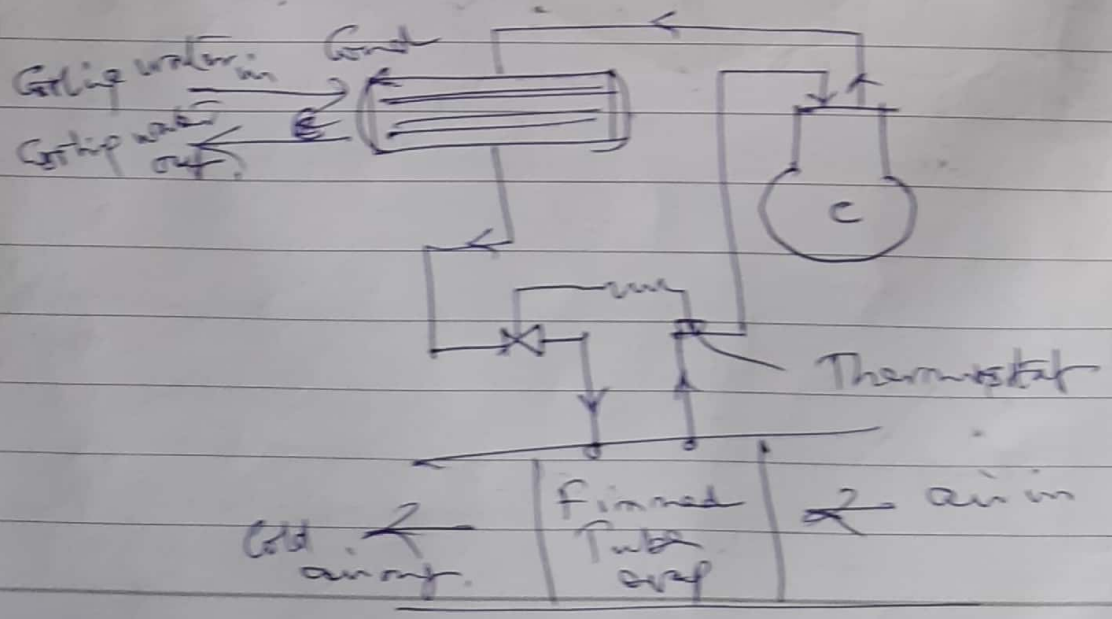 Cooling water in
Cond
Cooling water
out.
C
Thermostat
Finned
Tube
evap
air in
Cold
air out.